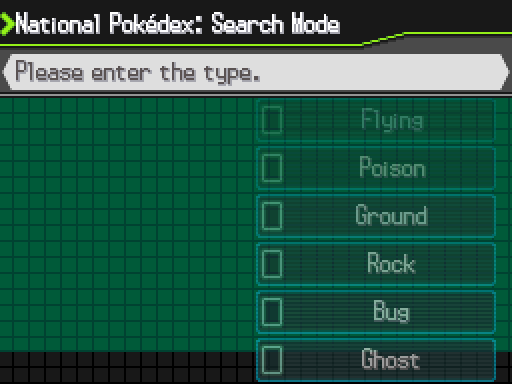 National Pokédex: Search Mode
Please enter the type.
Flying
Poison
Ground
Rock
Bug
Ghost